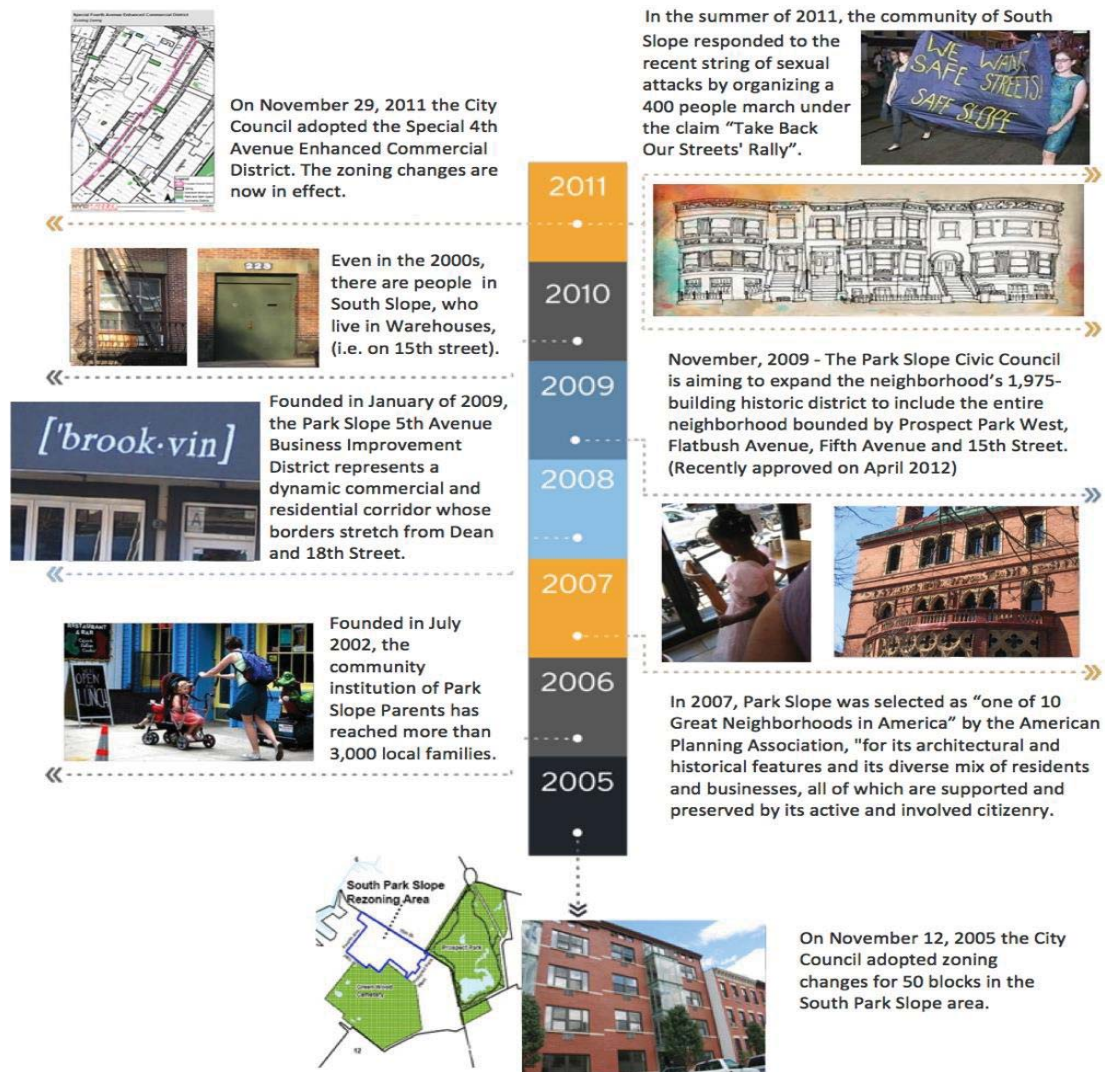 Special Fourth Avenue Enhanced Commercial District
On November 29, 2011 the City
Council adopted the Special 4th
Avenue Enhanced Commercial
District. The zoning changes are
now in effect.
In the summer of 2011, the community of South
Slope responded to the
recent string of sexual
attacks by organizing a
400 people march under
the claim “Take Back
Our Streets' Rally”.
WE WANT
SAFE STREETS!
SAFE SLOPE
2011
323
Even in the 2000s,
there are people in
South Slope, who
live in Warehouses,
(i.e. on 15th street).
2010
November, 2009 - The Park Slope Civic Council
is aiming to expand the neighborhood’s 1,975-
building historic district to include the entire
neighborhood bounded by Prospect Park West,
Flatbush Avenue, Fifth Avenue and 15th Street.
(Recently approved on April 2012)
2009
['brook·vin]
A
Founded in January of 2009,
the Park Slope 5th Avenue
Business Improvement
District represents a
dynamic commercial and
residential corridor whose
borders stretch from Dean
and 18th Street.
2008
2007
RESTAURANT
& BAR
OPEN
LUNCH
Founded in July
2002, the
community
institution of Park
Slope Parents has
reached more than
3,000 local families.
2006
In 2007, Park Slope was selected as “one of 10
Great Neighborhoods in America” by the American
Planning Association, "for its architectural and
historical features and its diverse mix of residents
and businesses, all of which are supported and
preserved by its active and involved citizenry.
2005
South Park Slope
Rezoning Area
Prospect Park
Green-Wood
Cemetery
12
On November 12, 2005 the City
Council adopted zoning
changes for 50 blocks in the
South Park Slope area.